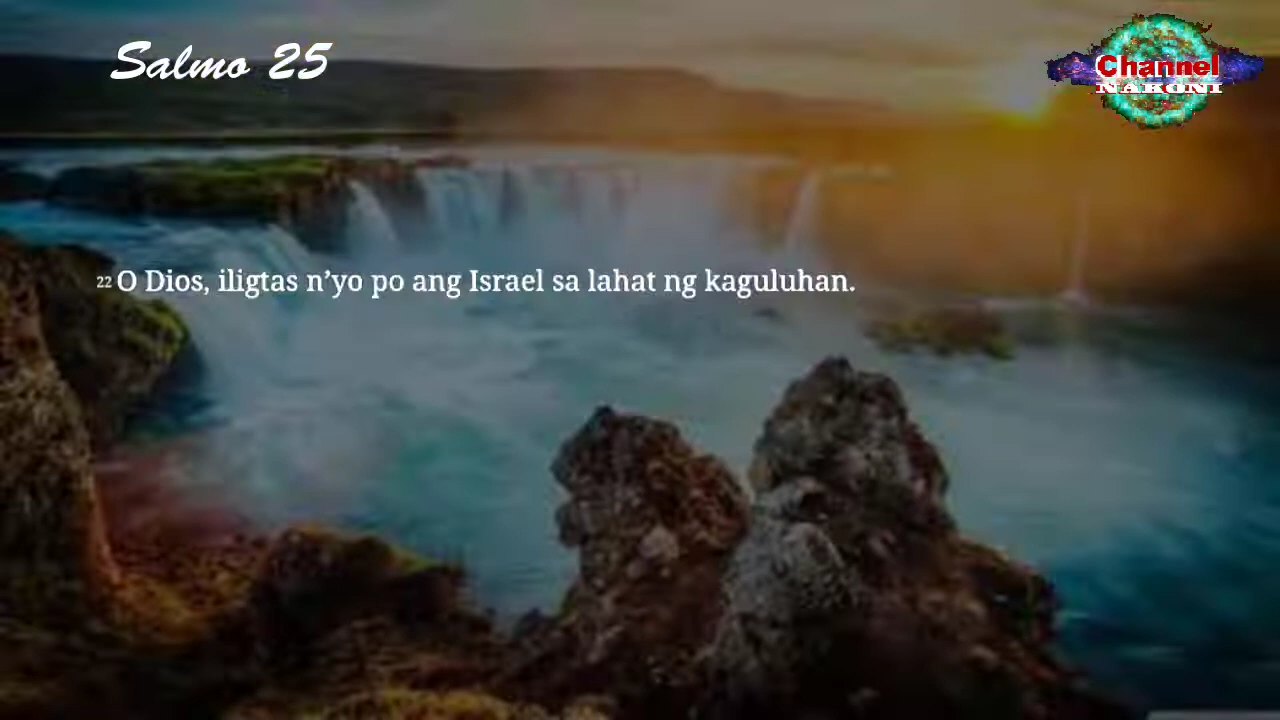 Salmo 25
Channel
NAKONI
22 O Dios, iligtas n’yo po ang Israel sa lahat ng kaguluhan.